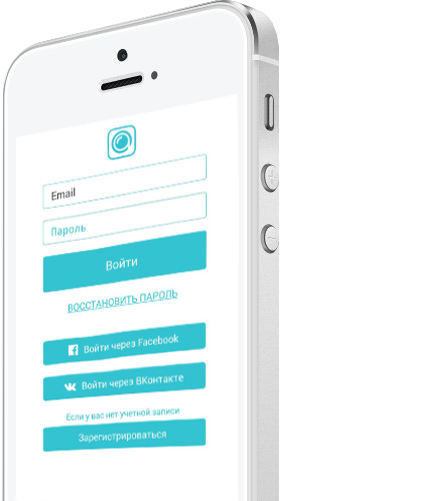 Email
Пароль
Войти
ВОССТАНОВИТЬ ПАРОЛЬ
Войти через Facebook
Войти через ВКонтакте
Если у вас нет учетной записи
Зарегистрироваться